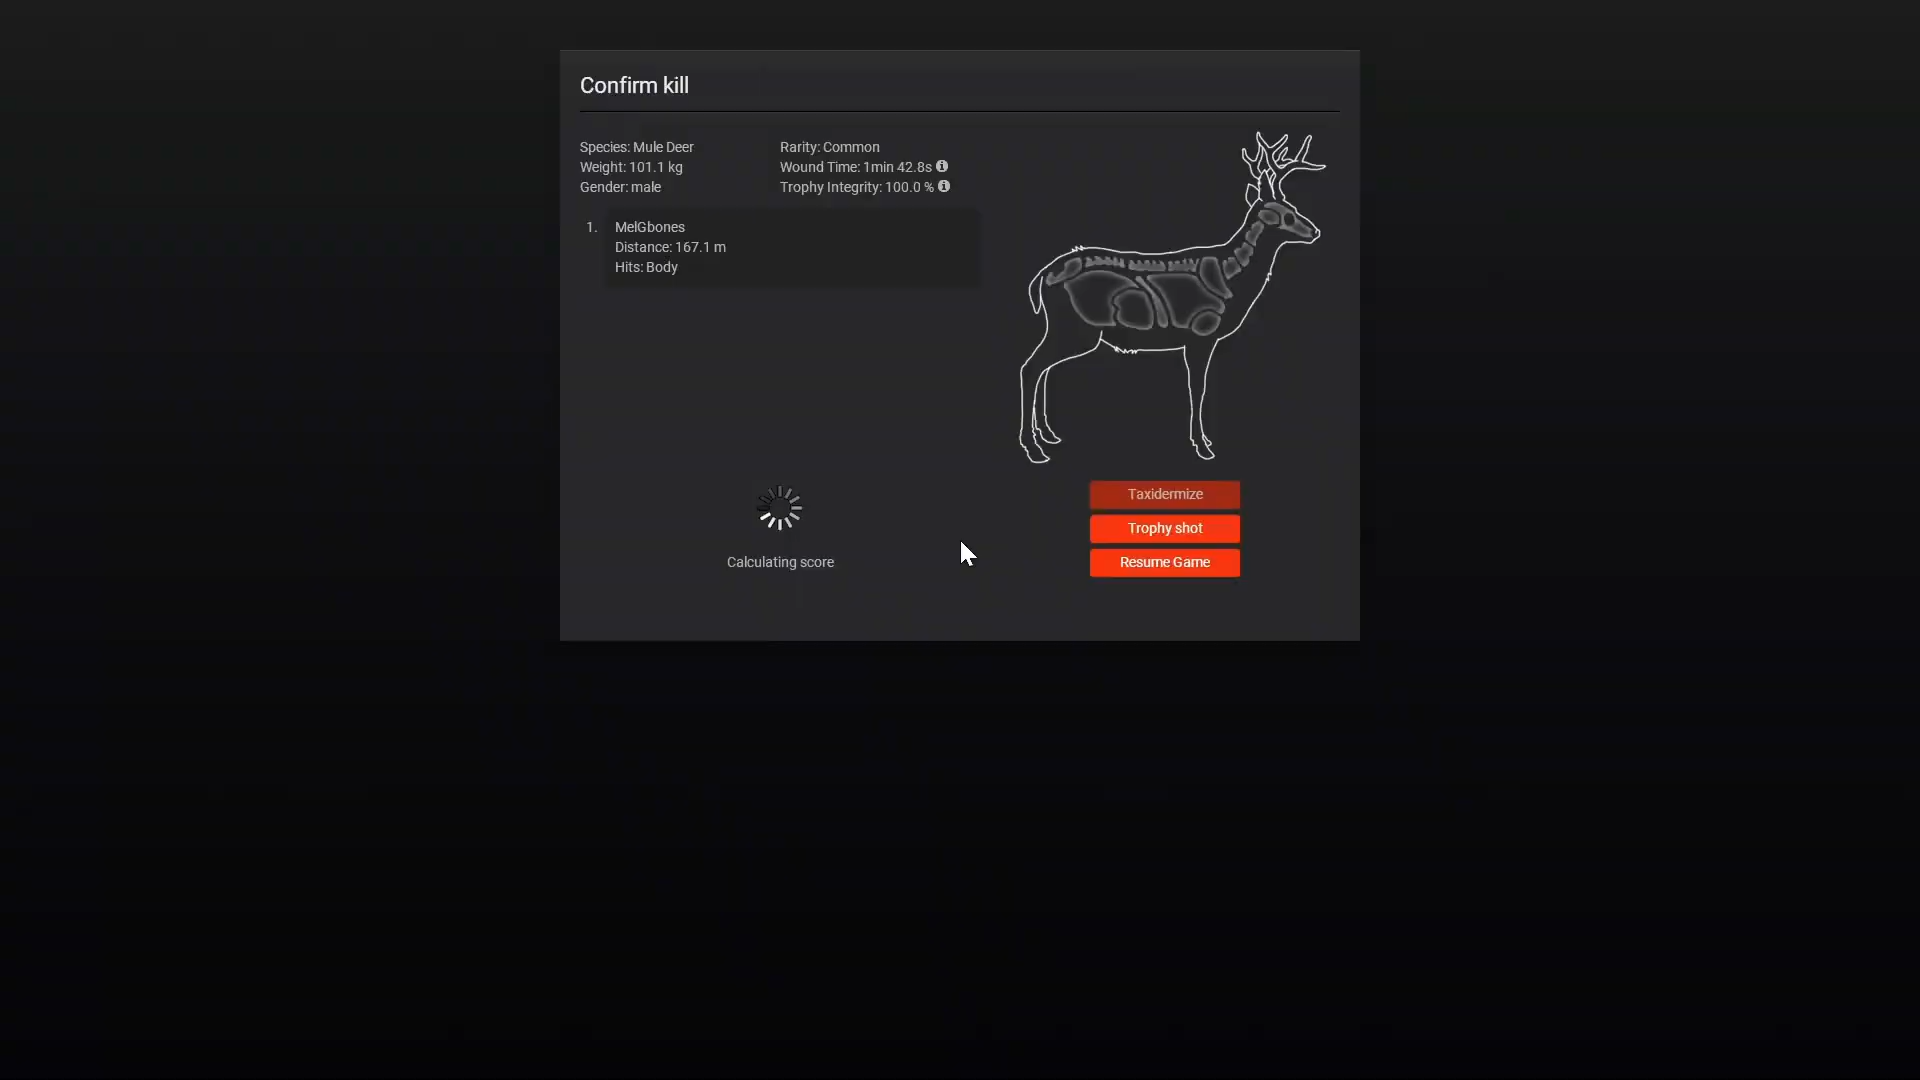 Confirm kill
Species: Mule Deer
Weight: 101.1 kg
Gender: male
Rarity: Common
Wound Time: 1min 42.8s
Trophy Integrity: 100.0 %
1.
MelGbones
Distance: 167.1 m
Hits: Body
Calculating score
Taxidermize
Trophy shot
Resume Game